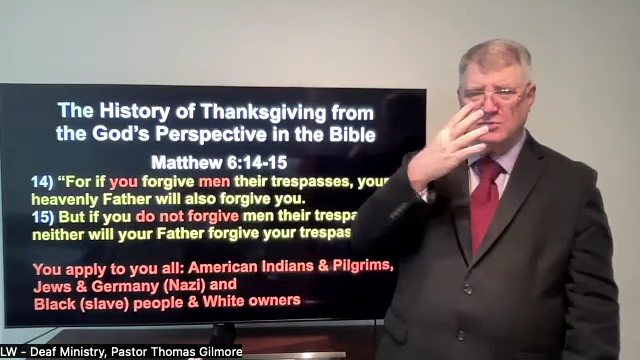 The History of Thanksgiving from
the God's Perspective in the Bible
Matthew 6:14-15
14) "For if you forgive men their trespasses, your
heavenly Father will also forgive you.
15) But if you do not forgive men their trespa
neither will your Father forgive your trespas
You apply to you all: American Indians & Pilgrims,
Jews & Germany (Nazi) and
Black (slave) people & White owners
LW - Deaf Ministry, Pastor Thomas Gilmore